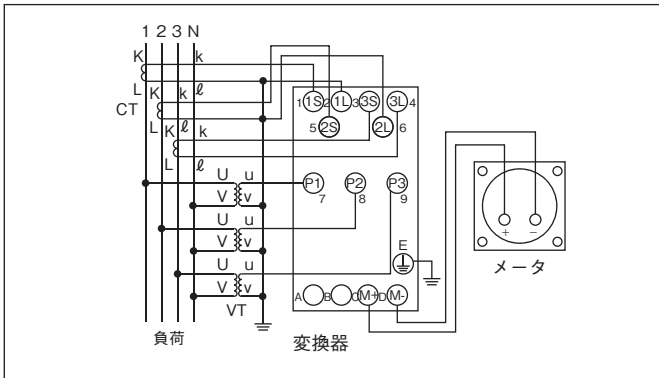 1 2 3 N
K k
L ℓ
CT
K k
L ℓ
K k
L ℓ
1 1S 2 1L 3 3S 3L 4
5 2S 2L 6
U u
V v
P1 P2 P3
7 8 9
U u
V v
U u
V v
VT
E
A B C M+ D M-
負荷
変換器
+ −
メータ